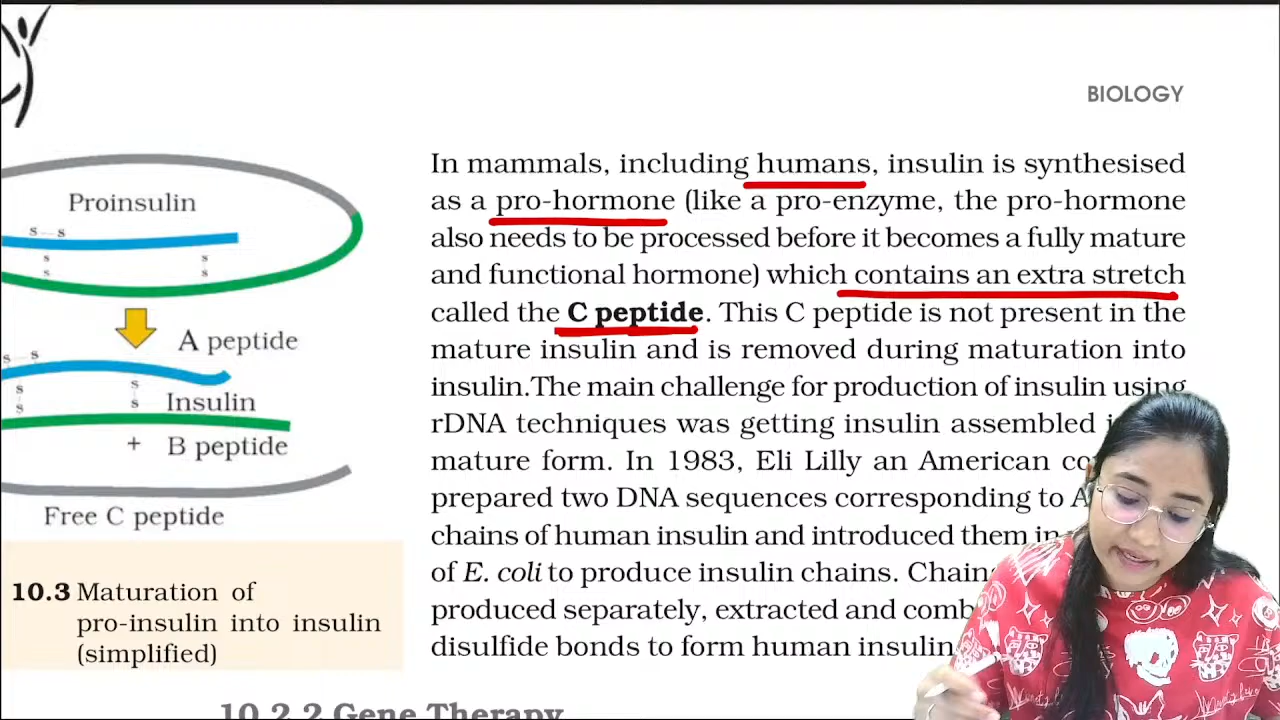 BIOLOGY
Proinsulin
s s
s s
s s
A peptide
s s
s s
s s
Insulin
+ B peptide
Free C peptide
10.3 Maturation of
pro-insulin into insulin
(simplified)
In mammals, including humans, insulin is synthesised
as a pro-hormone (like a pro-enzyme, the pro-hormone
also needs to be processed before it becomes a fully mature
and functional hormone) which contains an extra stretch
called the C peptide. This C peptide is not present in the
mature insulin and is removed during maturation into
insulin.The main challenge for production of insulin using
rDNA techniques was getting insulin assembled
mature form. In 1983, Eli Lilly an American
prepared two DNA sequences corresponding to A
chains of human insulin and introduced them in
of E. coli to produce insulin chains.
produced separately, extracted and
disulfide bonds to form human insulin
10.2.2 Gene Therapy